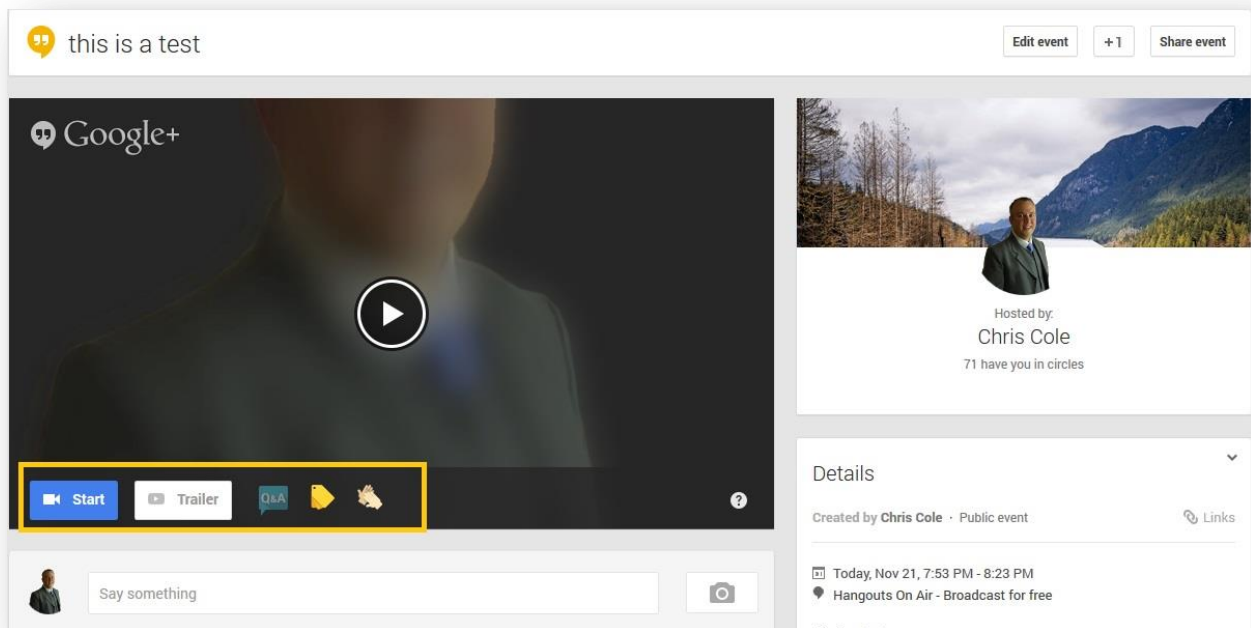 this is a test
Edit event
+1
Share event
Google+
Start
Trailer
Q&A
?
Hosted by:
Chris Cole
71 have you in circles
Say something
Details
Created by Chris Cole · Public event
Links
Today, Nov 21, 7:53 PM - 8:23 PM
Hangouts On Air - Broadcast for free